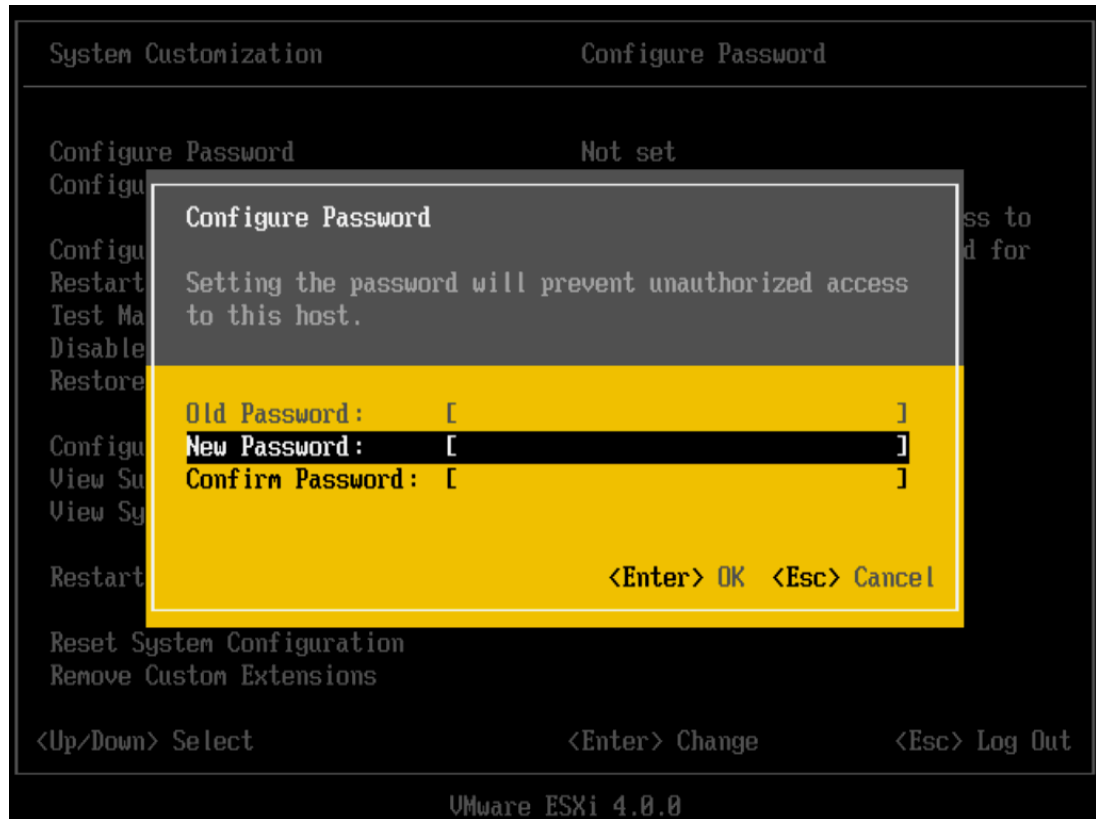 System Customization Configure Password
Configure Password Not set
Configu
Configure Password
ss to
Configu d for
Setting the password will prevent unauthorized access
Restart
to this host.
Test Ma
Disable
Restore
Old Password: [ ]
New Password: [ ]
Configu
Confirm Password: [ ]
View Su
View Sy
<Enter> OK <Esc> Cancel
Restart
Reset System Configuration
Remove Custom Extensions
<Up/Down> Select <Enter> Change <Esc> Log Out
VMware ESXi 4.0.0